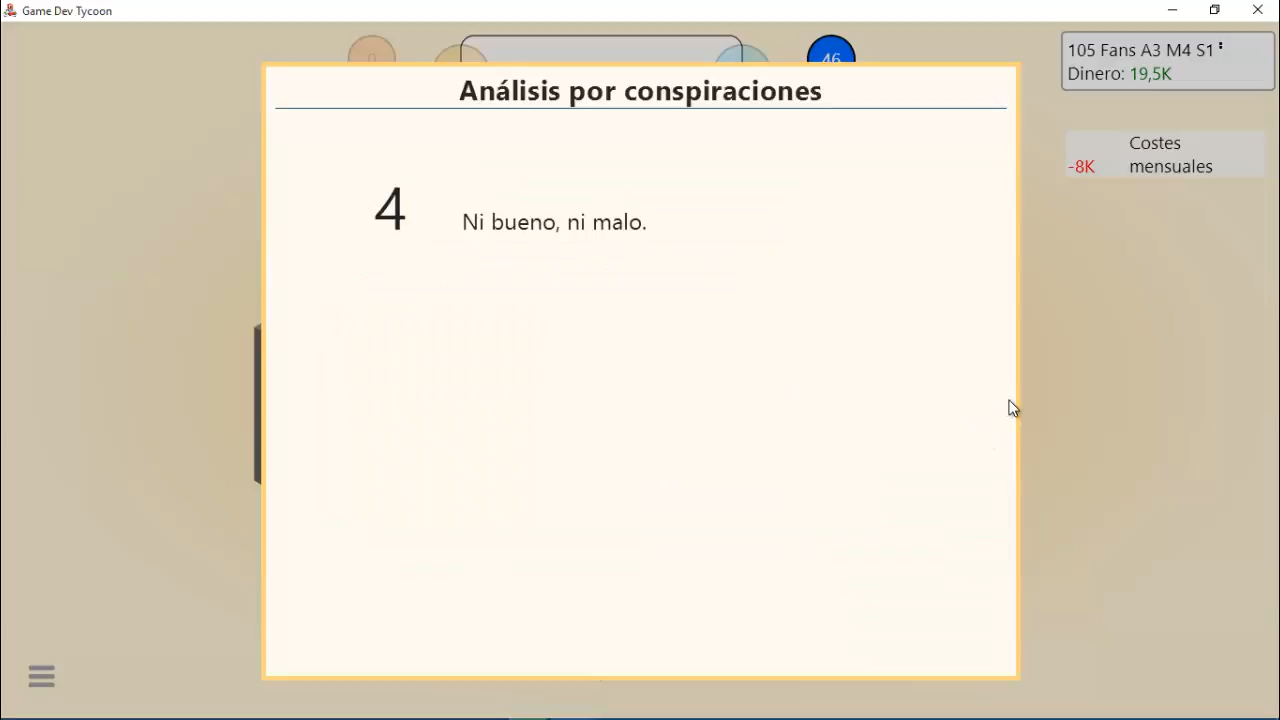 Game Dev Tycoon
46
105 Fans A3 M4 S1
Dinero: 19,5K
Análisis por conspiraciones
Costes
-8K mensuales
4 Ni bueno, ni malo.